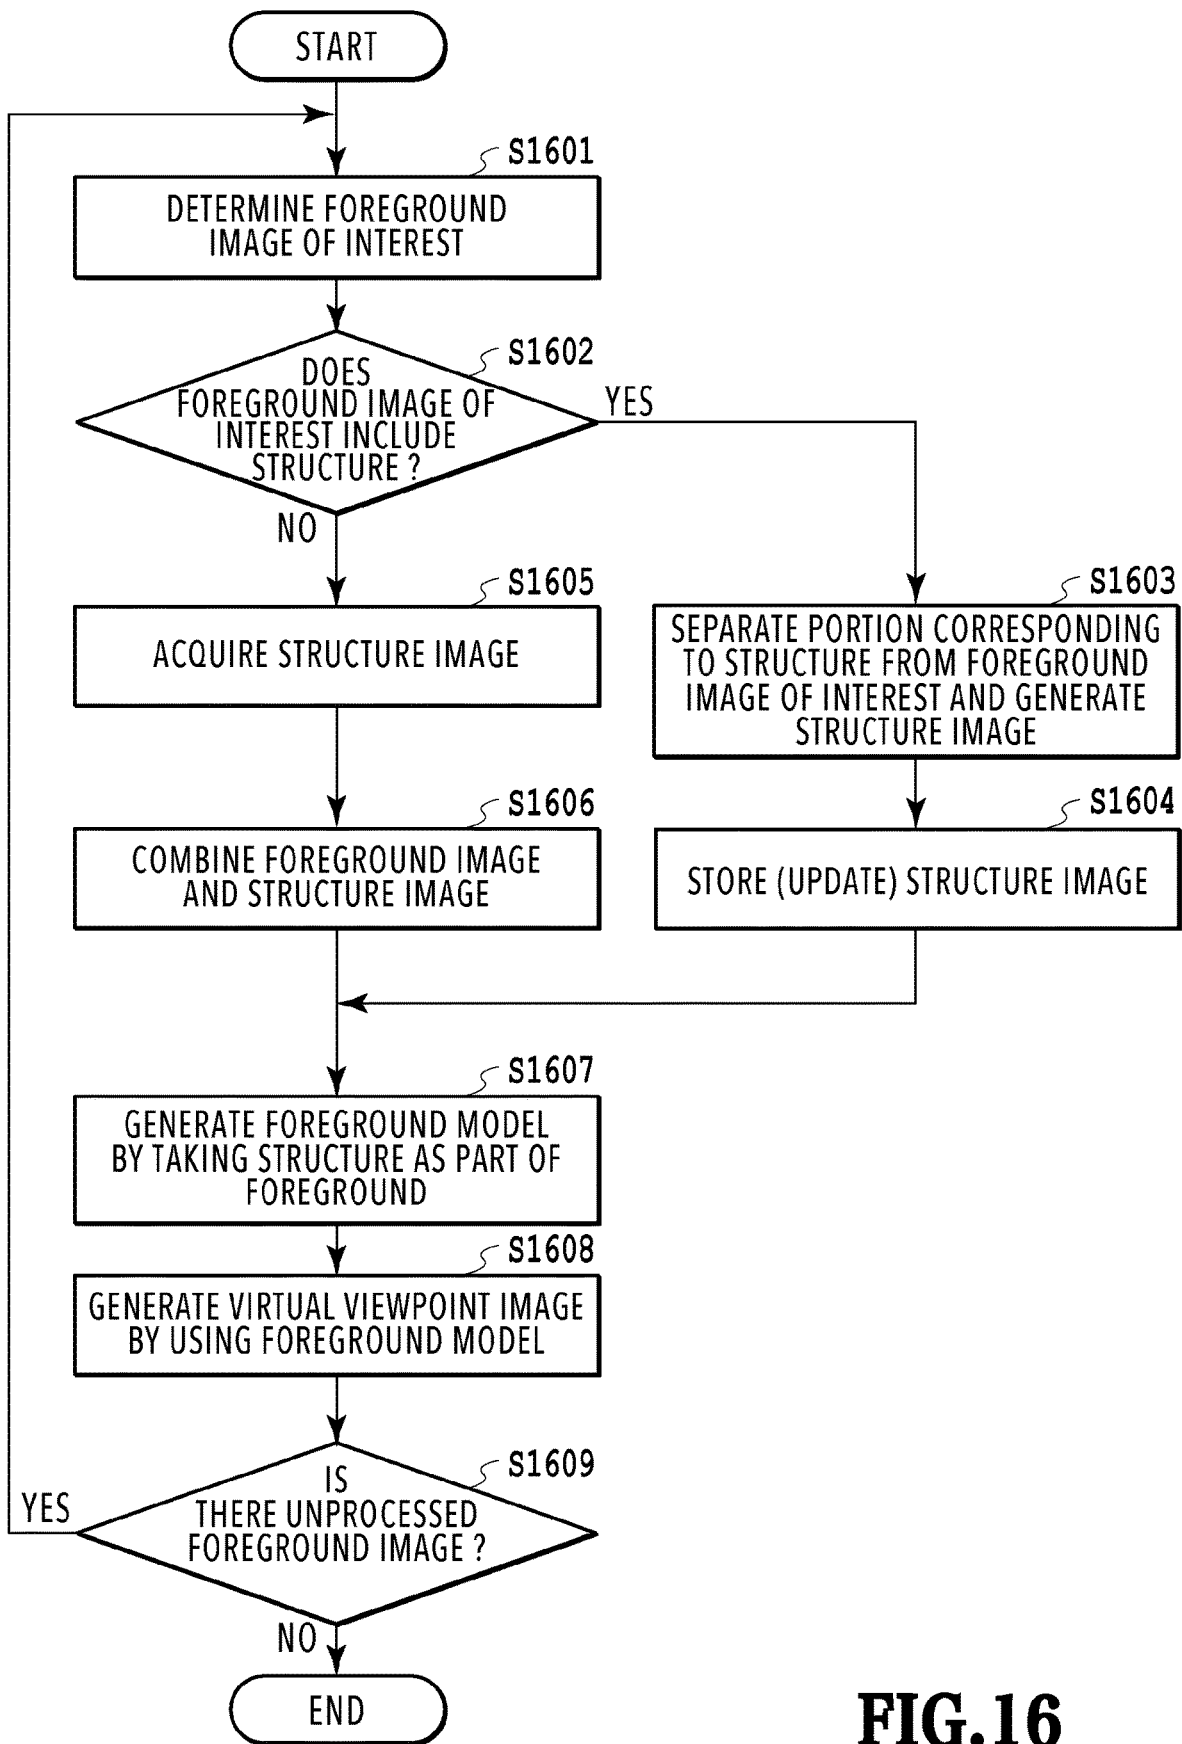 START
S1601
DETERMINE FOREGROUND
IMAGE OF INTEREST
S1602
DOES
FOREGROUND IMAGE OF
INTEREST INCLUDE
STRUCTURE ?
YES
NO
S1605
ACQUIRE STRUCTURE IMAGE
S1603
SEPARATE PORTION CORRESPONDING
TO STRUCTURE FROM FOREGROUND
IMAGE OF INTEREST AND GENERATE
STRUCTURE IMAGE
S1606
COMBINE FOREGROUND IMAGE
AND STRUCTURE IMAGE
S1604
STORE (UPDATE) STRUCTURE IMAGE
S1607
GENERATE FOREGROUND MODEL
BY TAKING STRUCTURE AS PART OF
FOREGROUND
S1608
GENERATE VIRTUAL VIEWPOINT IMAGE
BY USING FOREGROUND MODEL
S1609
IS
THERE UNPROCESSED
FOREGROUND IMAGE ?
YES
NO
END
FIG.16